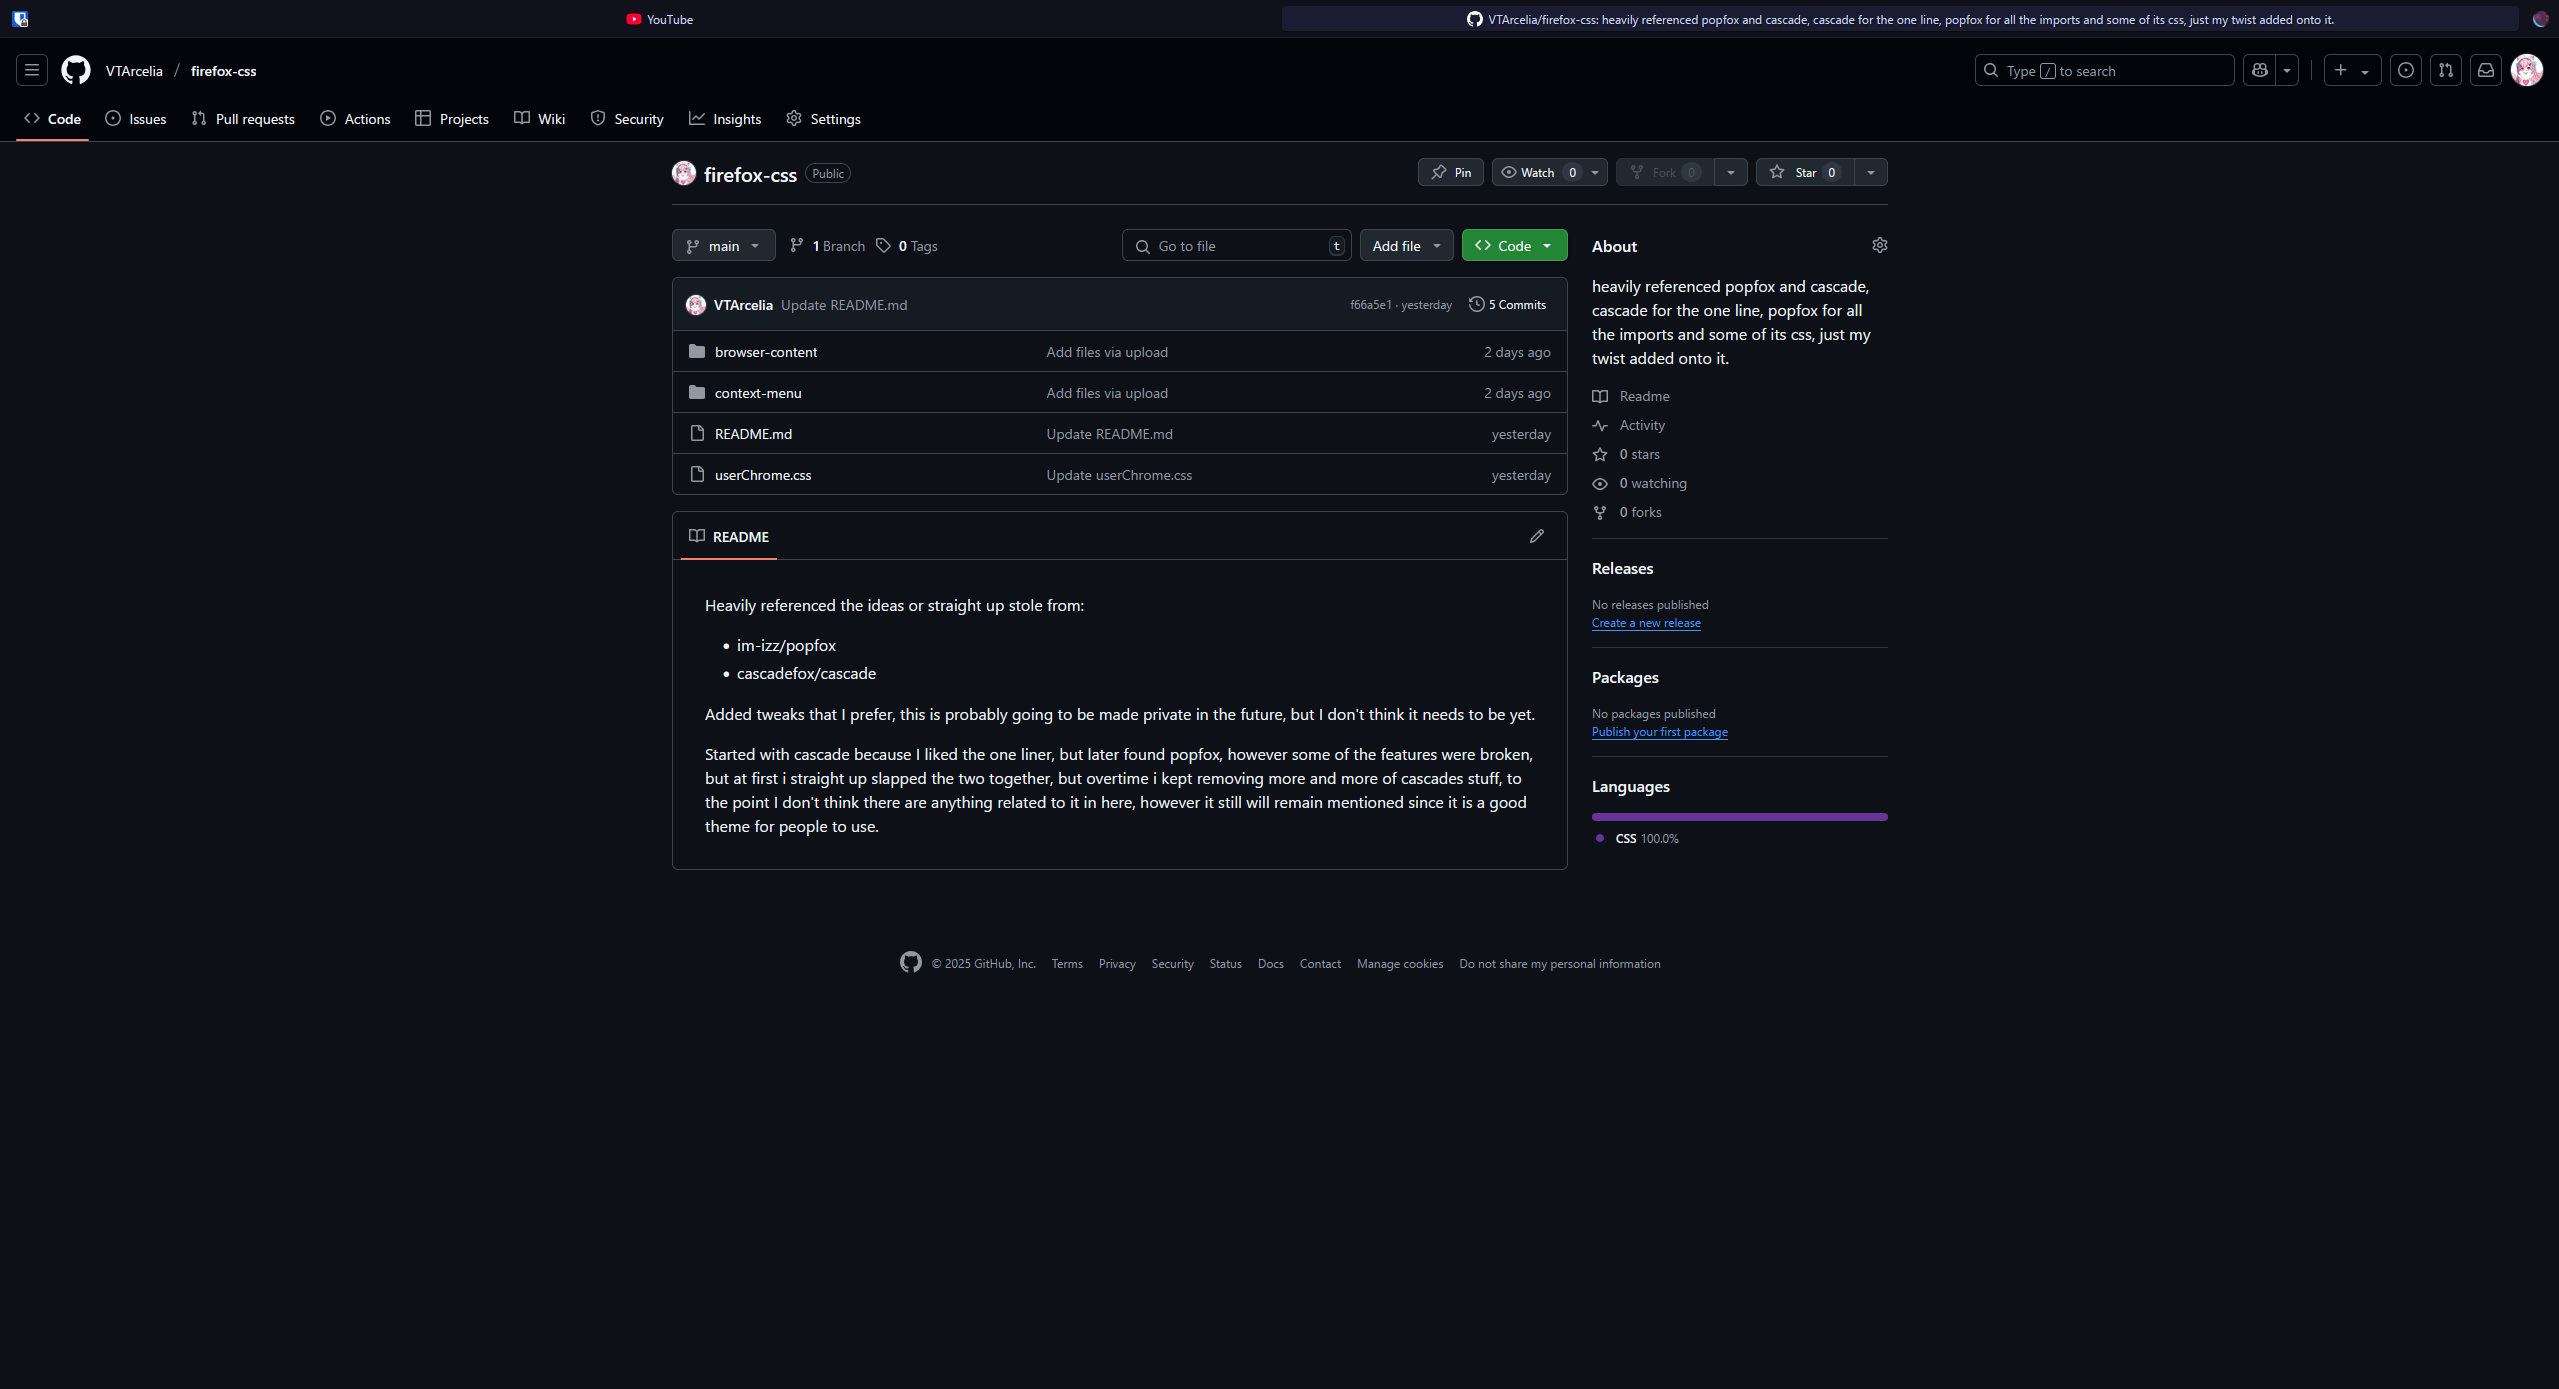 YouTube
VTArcelia/firefox-css: heavily referenced popfox and cascade, cascade for the one line, popfox for all the imports and some of its css, just my twist added onto it.
VTArcelia / firefox-css
Type / to search
Code Issues Pull requests Actions Projects Wiki Security Insights Settings
firefox-css Public
Pin Watch 0 Fork 0 Star 0
main 1 Branch 0 Tags
Go to file t
Add file
Code
VTArcelia Update README.md f66a5e1 · yesterday 5 Commits
browser-content Add files via upload 2 days ago
context-menu Add files via upload 2 days ago
README.md Update README.md yesterday
userChrome.css Update userChrome.css yesterday
README
Heavily referenced the ideas or straight up stole from:
• im-izz/popfox
• cascadefox/cascade
Added tweaks that I prefer, this is probably going to be made private in the future, but I don't think it needs to be yet.
Started with cascade because I liked the one liner, but later found popfox, however some of the features were broken,
but at first i straight up slapped the two together, but overtime i kept removing more and more of cascades stuff, to
the point I don't think there are anything related to it in here, however it still will remain mentioned since it is a good
theme for people to use.
About
heavily referenced popfox and cascade,
cascade for the one line, popfox for all
the imports and some of its css, just my
twist added onto it.
Readme
Activity
0 stars
0 watching
0 forks
Releases
No releases published
Create a new release
Packages
No packages published
Publish your first package
Languages
CSS 100.0%
© 2025 GitHub, Inc. Terms Privacy Security Status Docs Contact Manage cookies Do not share my personal information